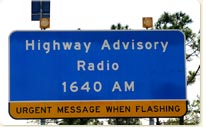 Highway Advisory
Radio
1640 AM
URGENT MESSAGE WHEN FLASHING